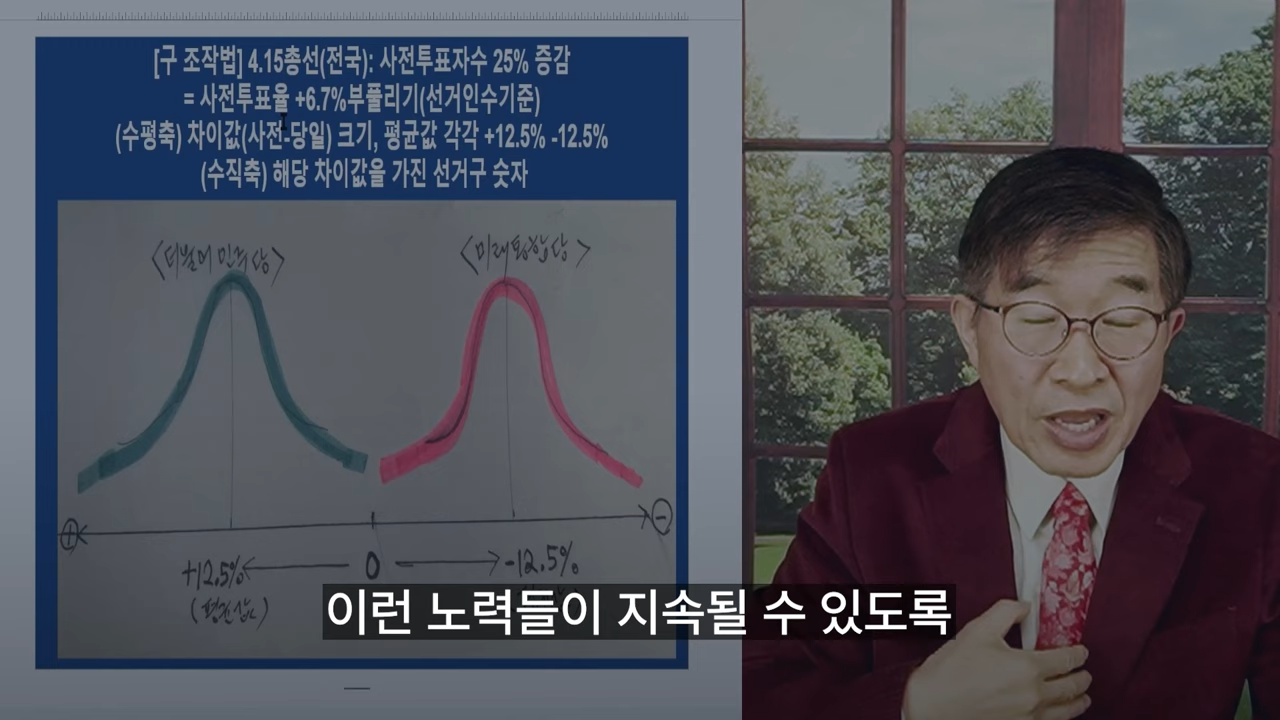 [구 조작법] 4.15총선(전국): 사전투표자수 25% 증감
= 사전투표율 +6.7%부풀리기(선거인수기준)
(수평축) 차이값(사전-당일) 크기, 평균값 각각 +12.5% -12.5%
(수직축) 해당 차이값을 가진 선거구 숫자
<더불어 민주당>
<미래통합당>
+
-
+12.5%
0
-12.5%
(평균값)
이런 노력들이 지속될 수 있도록